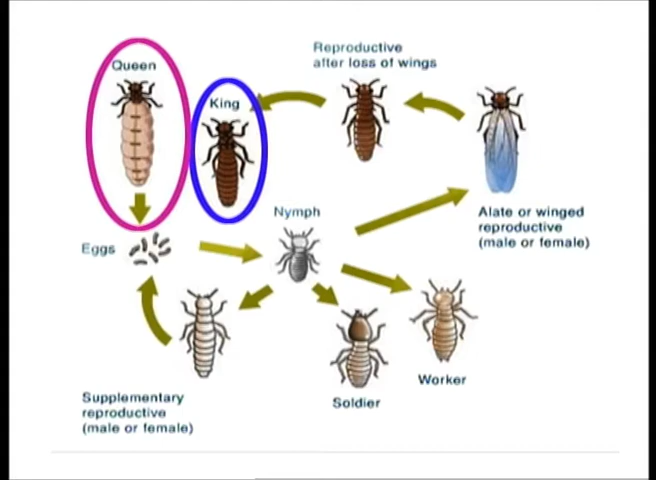 Queen
King
Reproductive
after loss of wings
Alate or winged
reproductive
(male or female)
Nymph
Eggs
Supplementary
reproductive
(male or female)
Soldier
Worker